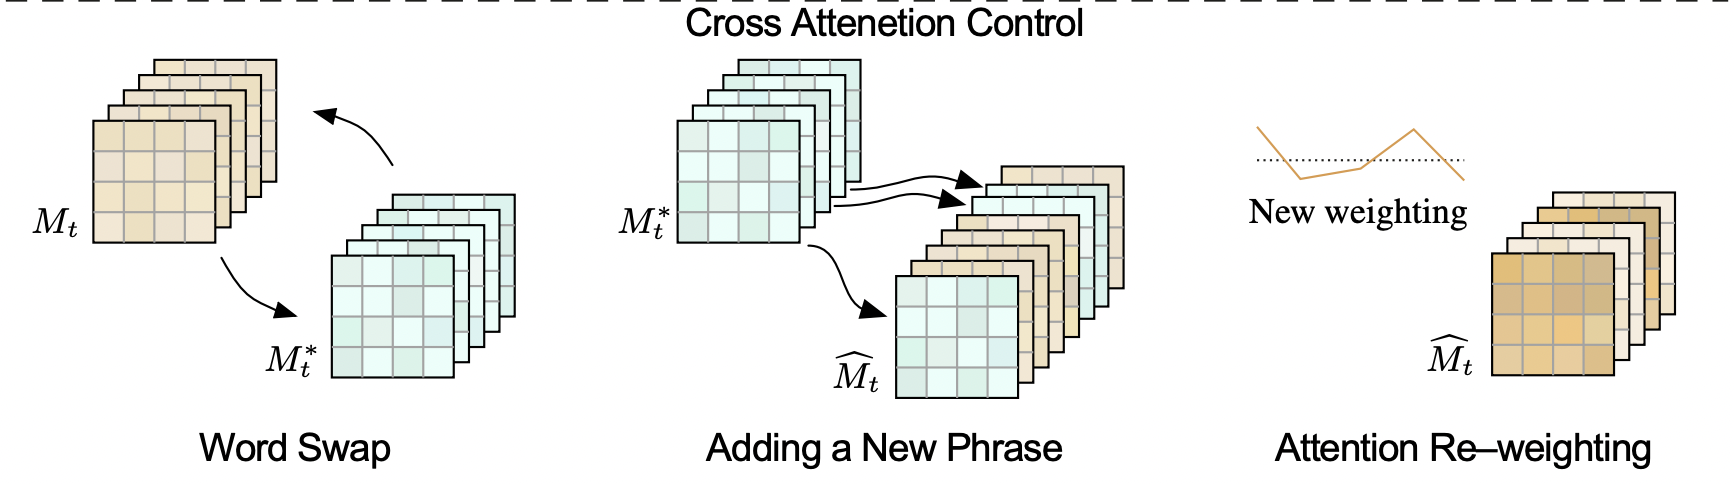 Cross Attenetion Control
M_t
M_t^*
Word Swap
M_t^*
\widehat{M}_t
Adding a New Phrase
New weighting
\widehat{M}_t
Attention Re–weighting